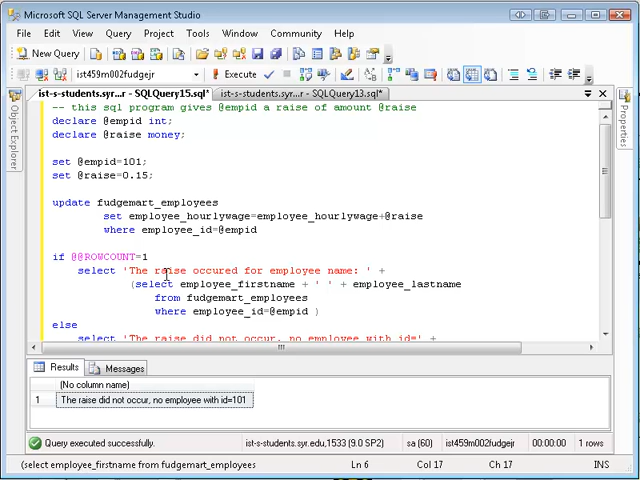 Microsoft SQL Server Management Studio
File Edit View Query Project Tools Window Community Help
New Query
ist459m002fudgejr Execute
ist-s-students.syr...r - SQLQuery15.sql* ist-s-students.syr...r - SQLQuery13.sql*
Object Explorer
Properties
-- this sql program gives @empid a raise of amount @raise
declare @empid int;
declare @raise money;
set @empid=101;
set @raise=0.15;
update fudgemart_employees
set employee_hourlywage=employee_hourlywage+@raise
where employee_id=@empid
if @@ROWCOUNT=1
select 'The raise occured for employee name: ' +
(select employee_firstname + ' ' + employee_lastname
from fudgemart_employees
where employee_id=@empid )
else
select 'The raise did not occur, no employee with id=' +
Results Messages
(No column name)
1 The raise did not occur, no employee with id=101
Query executed successfully. ist-s-students.syr.edu,1533 (9.0 SP2) sa (60) ist459m002fudgejr 00:00:00 1 rows
(select employee_firstname from fudgemart_employees Ln 6 Col 17 Ch 17 INS